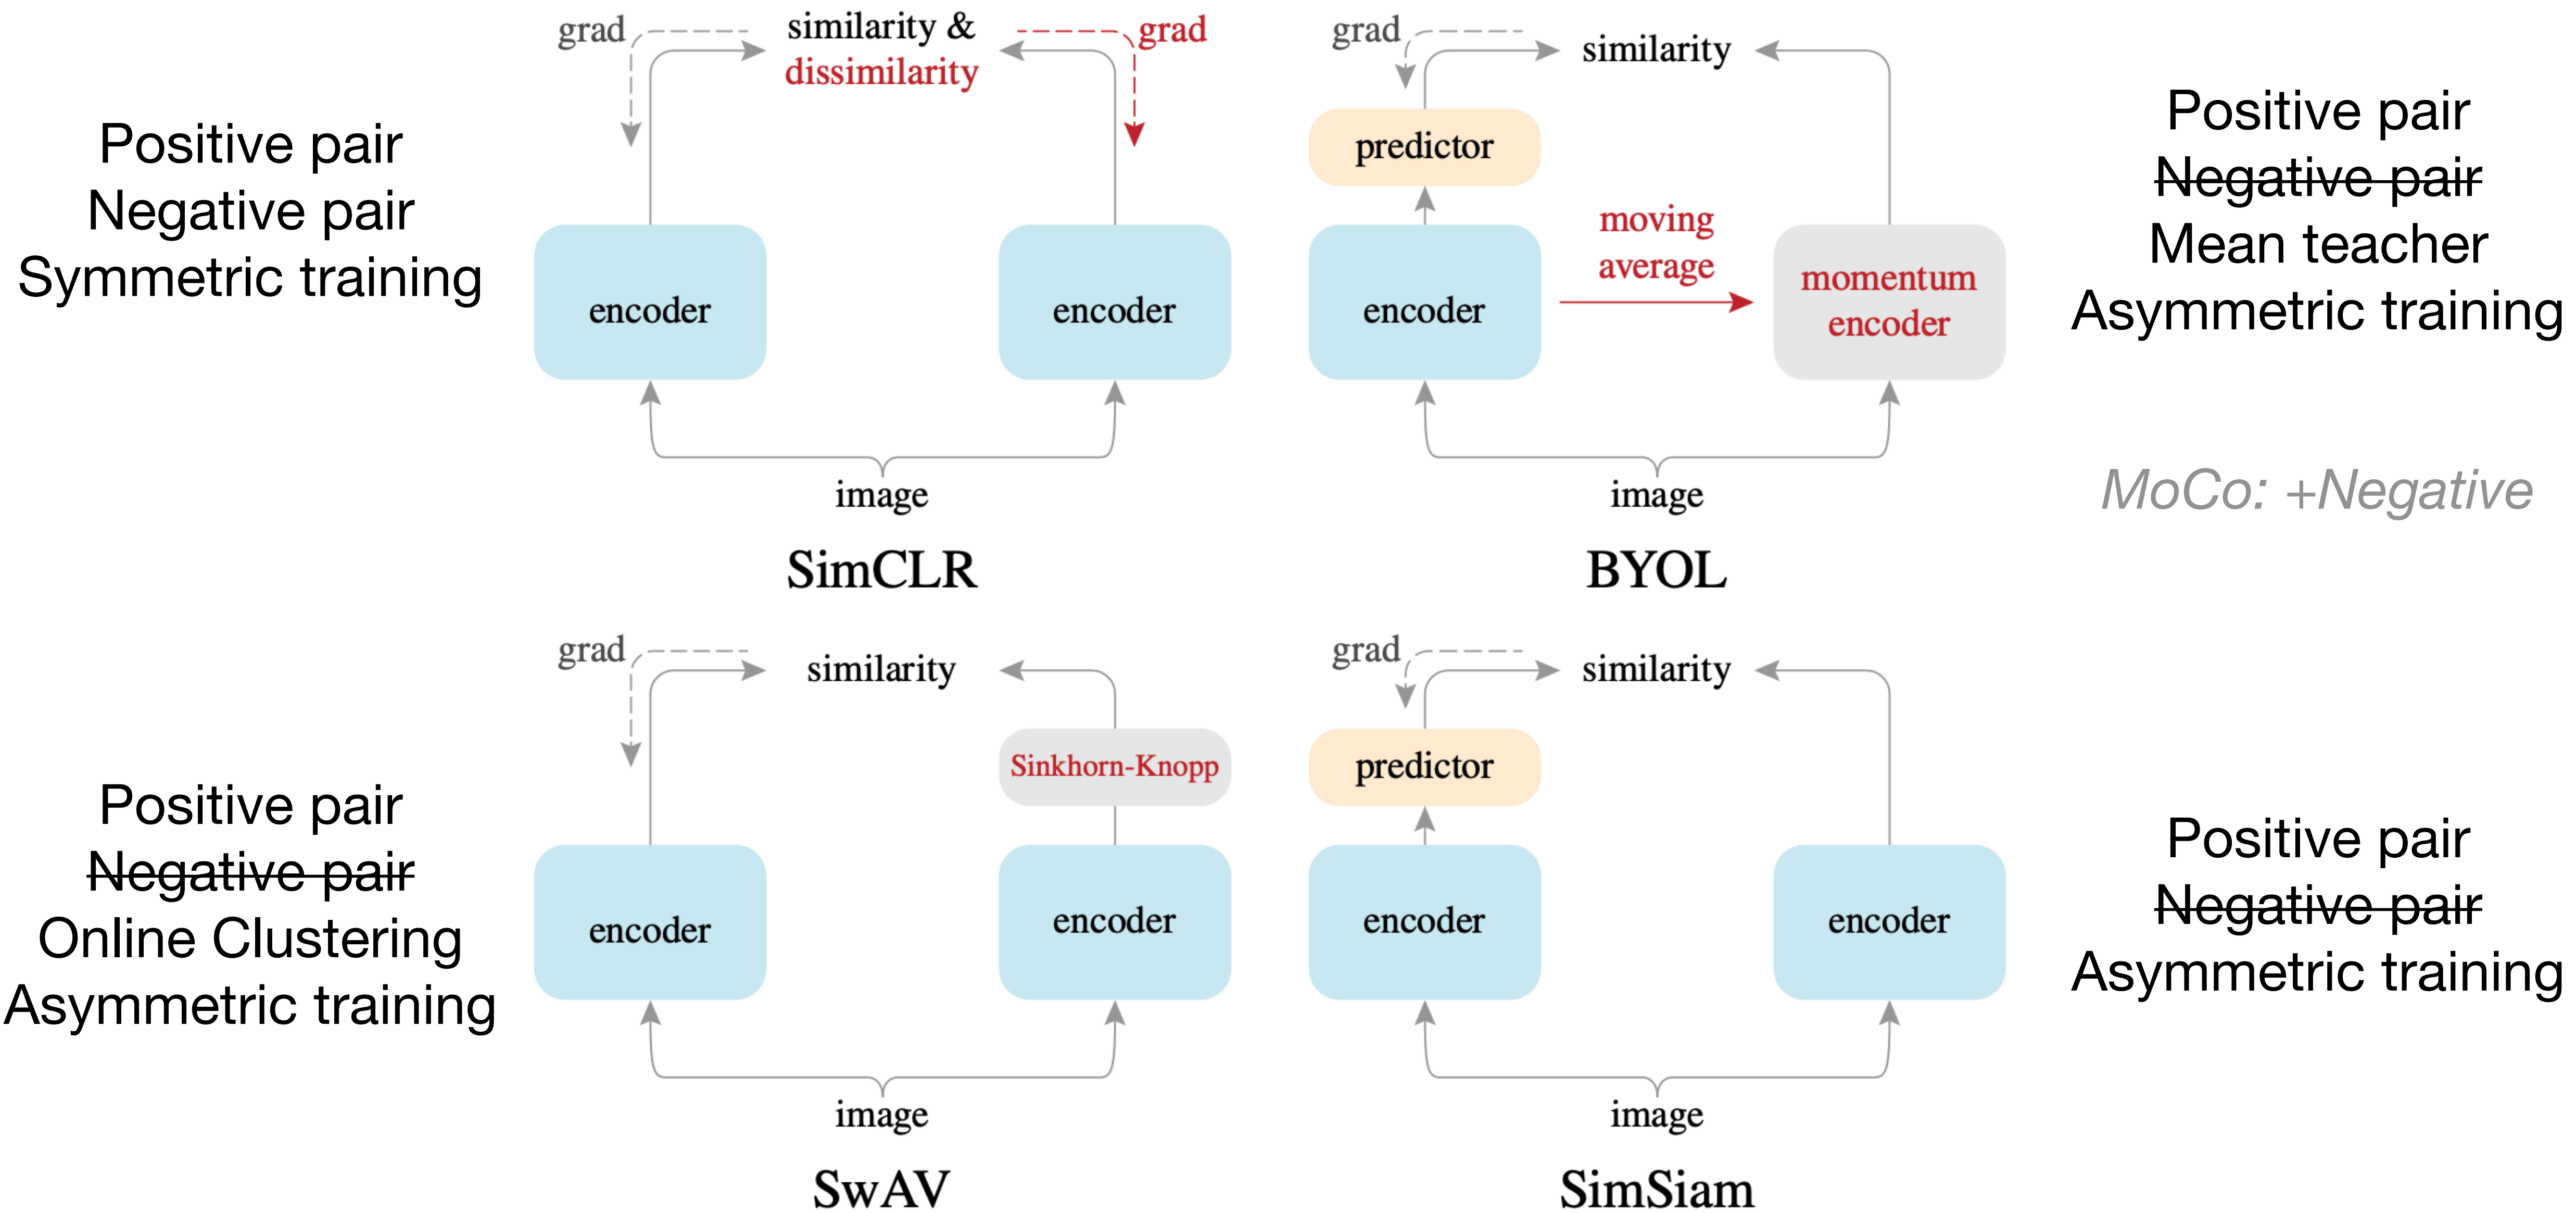 grad
similarity &
dissimilarity
grad
Positive pair
Negative pair
Symmetric training
encoder
encoder
image
SimCLR
grad
similarity
predictor
encoder
moving
average
momentum
encoder
image
BYOL
Positive pair
Negative pair
Mean teacher
Asymmetric training
MoCo: +Negative
grad
similarity
Sinkhorn-Knopp
Positive pair
Negative pair
Online Clustering
Asymmetric training
encoder
encoder
image
SwAV
grad
similarity
predictor
encoder
encoder
image
SimSiam
Positive pair
Negative pair
Asymmetric training